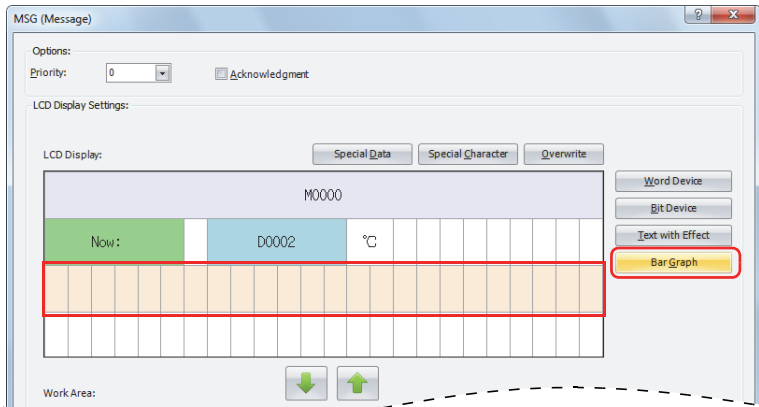 MSG (Message)
Options:
Priority: 0 Acknowledgment
LCD Display Settings:
LCD Display: Special Data Special Character Overwrite
M0000
Word Device
Bit Device
Now: D0002 ℃
Text with Effect
Bar Graph
Work Area: